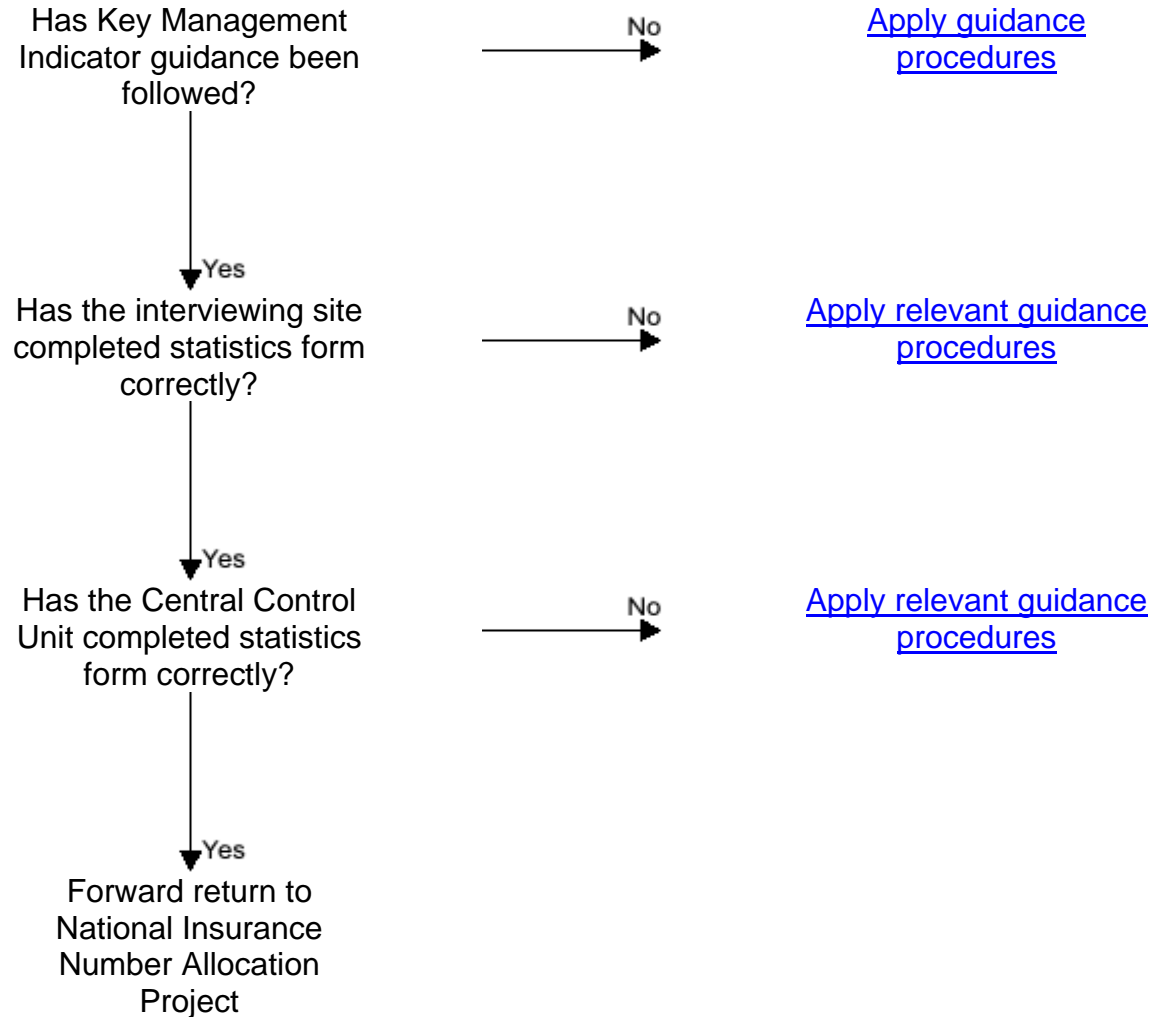 Has Key Management
Indicator guidance been
followed?
No
Apply guidance
procedures
Yes
Has the interviewing site
completed statistics form
correctly?
No
Apply relevant guidance
procedures
Yes
Has the Central Control
Unit completed statistics
form correctly?
No
Apply relevant guidance
procedures
Yes
Forward return to
National Insurance
Number Allocation
Project